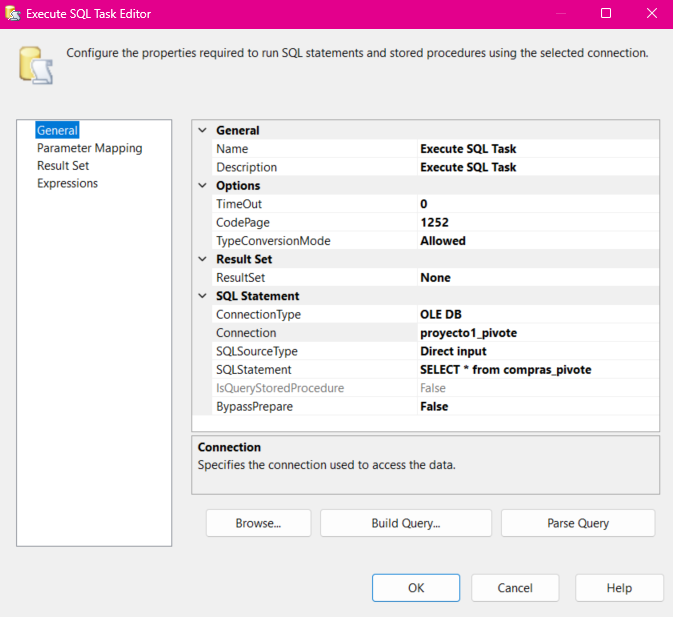 Execute SQL Task Editor
Configure the properties required to run SQL statements and stored procedures using the selected connection.
General
Parameter Mapping
Result Set
Expressions
General
Name Execute SQL Task
Description Execute SQL Task
Options
TimeOut 0
CodePage 1252
TypeConversionMode Allowed
Result Set
ResultSet None
SQL Statement
ConnectionType OLE DB
Connection proyecto1_pivote
SQLSourceType Direct input
SQLStatement SELECT * from compras_pivote
IsQueryStoredProcedure False
BypassPrepare False
Connection
Specifies the connection used to access the data.
Browse... Build Query... Parse Query
OK Cancel Help